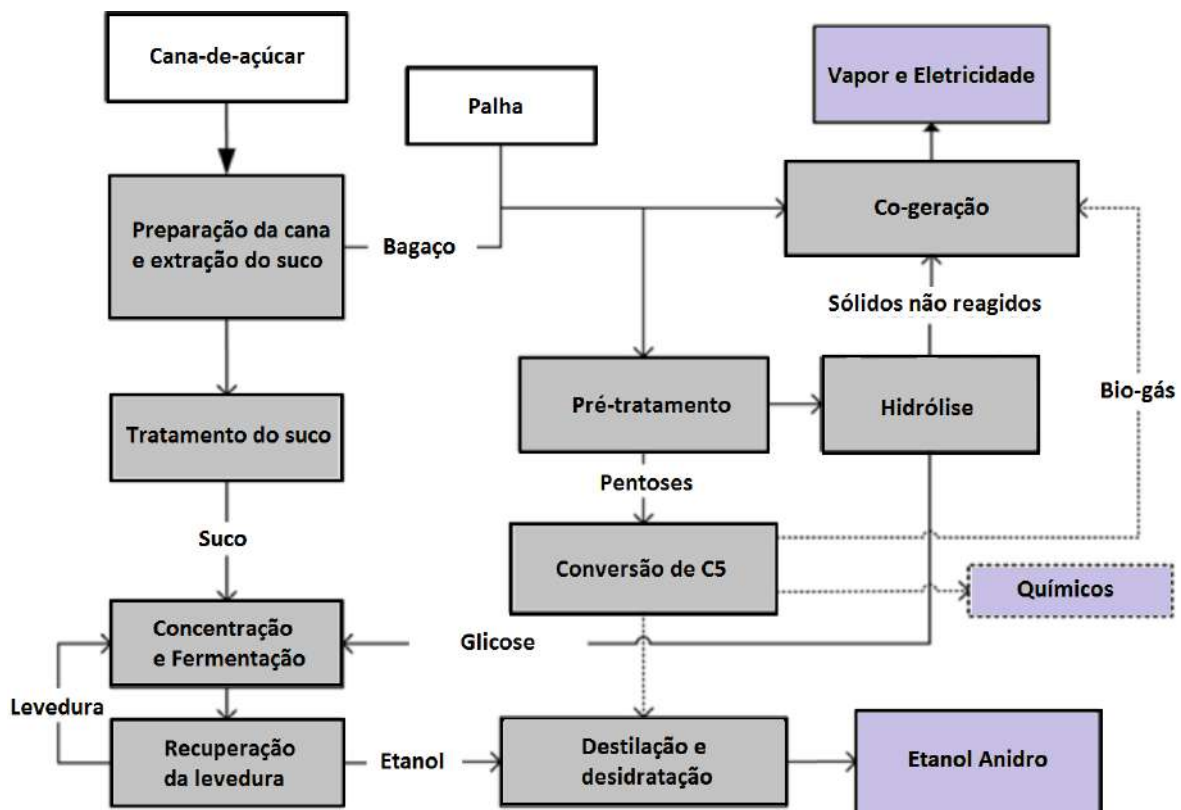 Cana-de-açúcar
Palha
Vapor e Eletricidade
Preparação da cana
e extração do suco
Bagaço
Co-geração
Sólidos não reagidos
Bio-gás
Tratamento do suco
Pré-tratamento
Hidrólise
Pentoses
Suco
Conversão de C5
Químicos
Concentração
e Fermentação
Glicose
Levedura
Recuperação
da levedura
Etanol
Destilação e
desidratação
Etanol Anidro